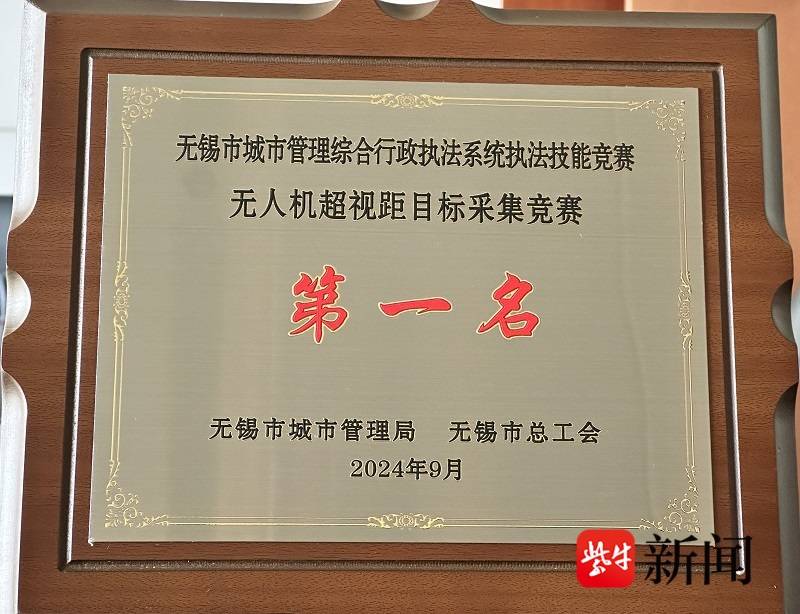 无锡市城市管理综合行政执法系统执法技能竞赛
无人机超视距目标采集竞赛
第一名
无锡市城市管理局 无锡市总工会
2024年9月
紫牛 新闻